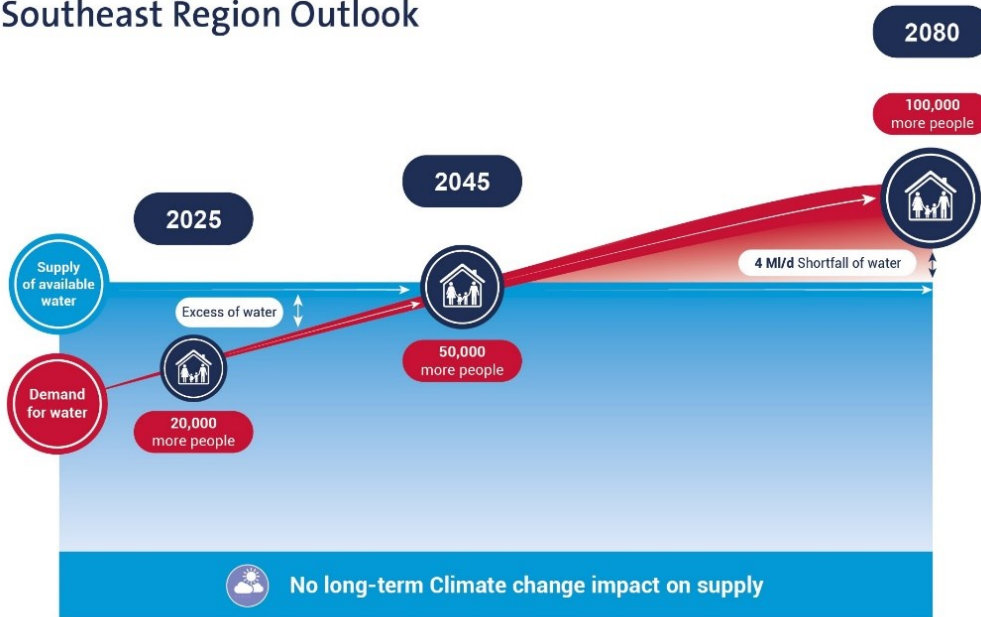 Southeast Region Outlook
2080
100,000
more people
2045
2025
Supply
of available
water
4 Ml/d Shortfall of water
Excess of water
50,000
more people
Demand
for water
20,000
more people
No long-term Climate change impact on supply